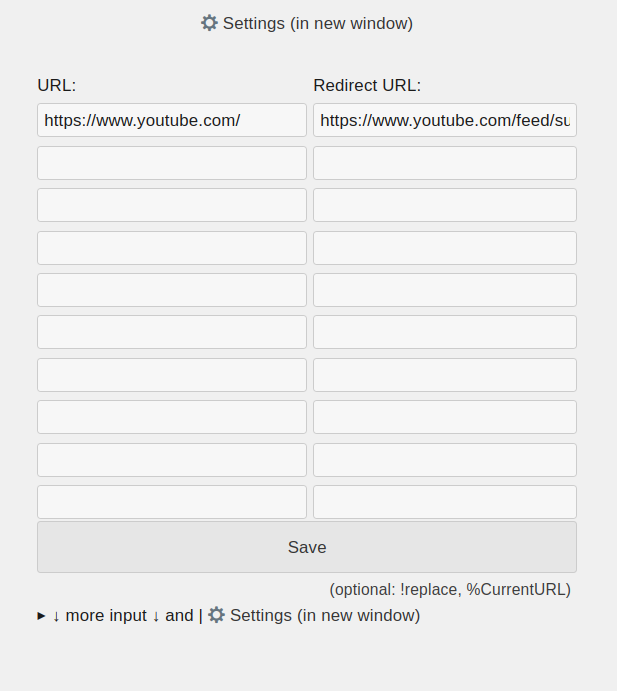 Settings (in new window)
URL: Redirect URL:
https://www.youtube.com/ https://www.youtube.com/feed/su
Save
(optional: !replace, %CurrentURL)
▸ ↓ more input ↓ and | Settings (in new window)